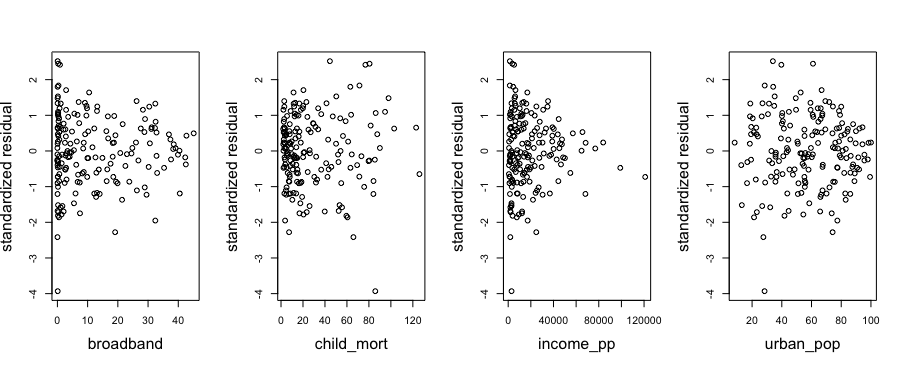 standardized residual
-4 -3 -2 -1 0 1 2
0 10 20 30 40
broadband
standardized residual
-4 -3 -2 -1 0 1 2
0 20 40 60 80 120
child_mort
standardized residual
-4 -3 -2 -1 0 1 2
0 40000 80000 120000
income_pp
standardized residual
-4 -3 -2 -1 0 1 2
20 40 60 80 100
urban_pop